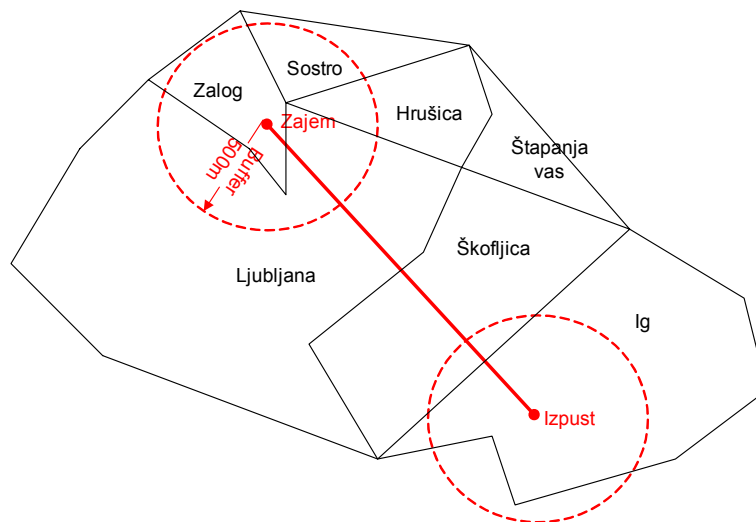 Sostro
Zalog
Hrušica
Zajem
Štapanja
vas
Buffer
500m
Škofljica
Ljubljana
Ig
Izpust